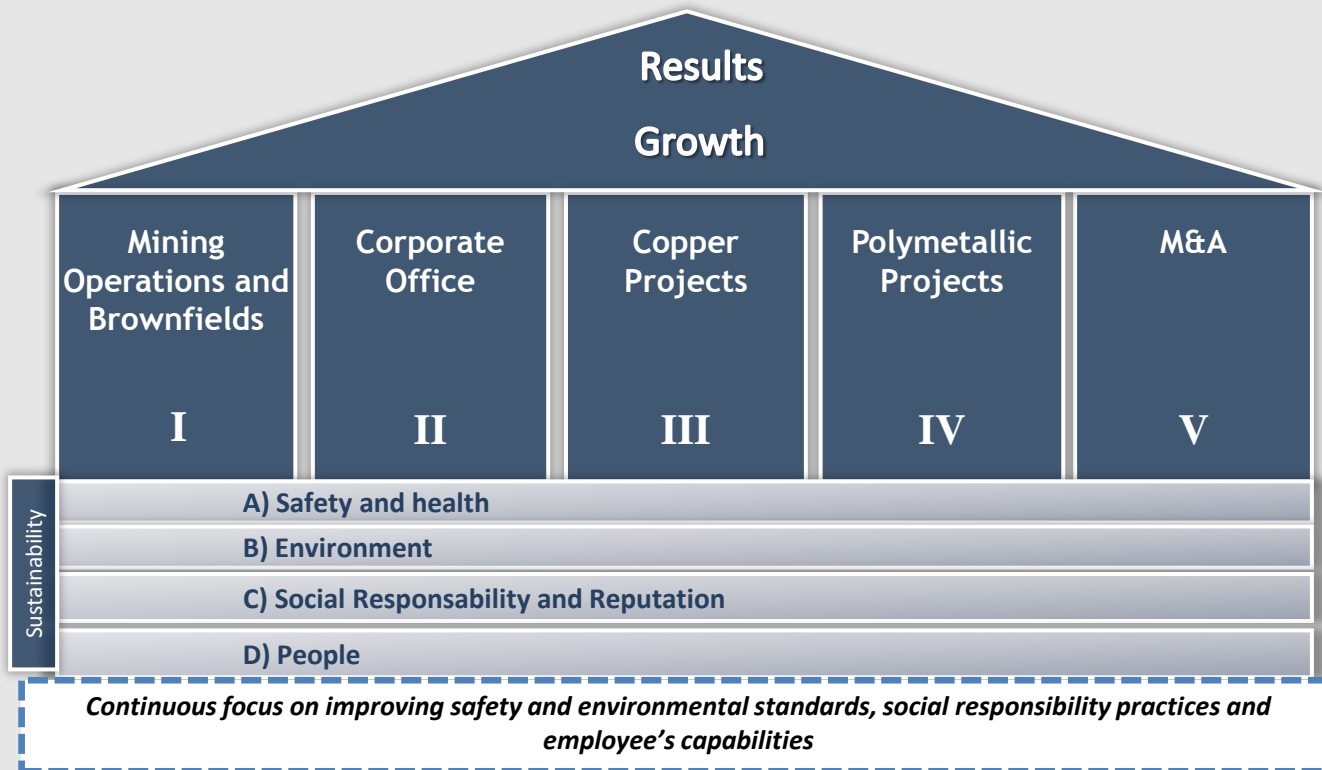 Results
Growth
Mining
Operations and
Brownfields
I
Corporate
Office
II
Copper
Projects
III
Polymetallic
Projects
IV
M&A
V
Sustainability
A) Safety and health
B) Environment
C) Social Responsability and Reputation
D) People
Continuous focus on improving safety and environmental standards, social responsibility practices and
employee’s capabilities